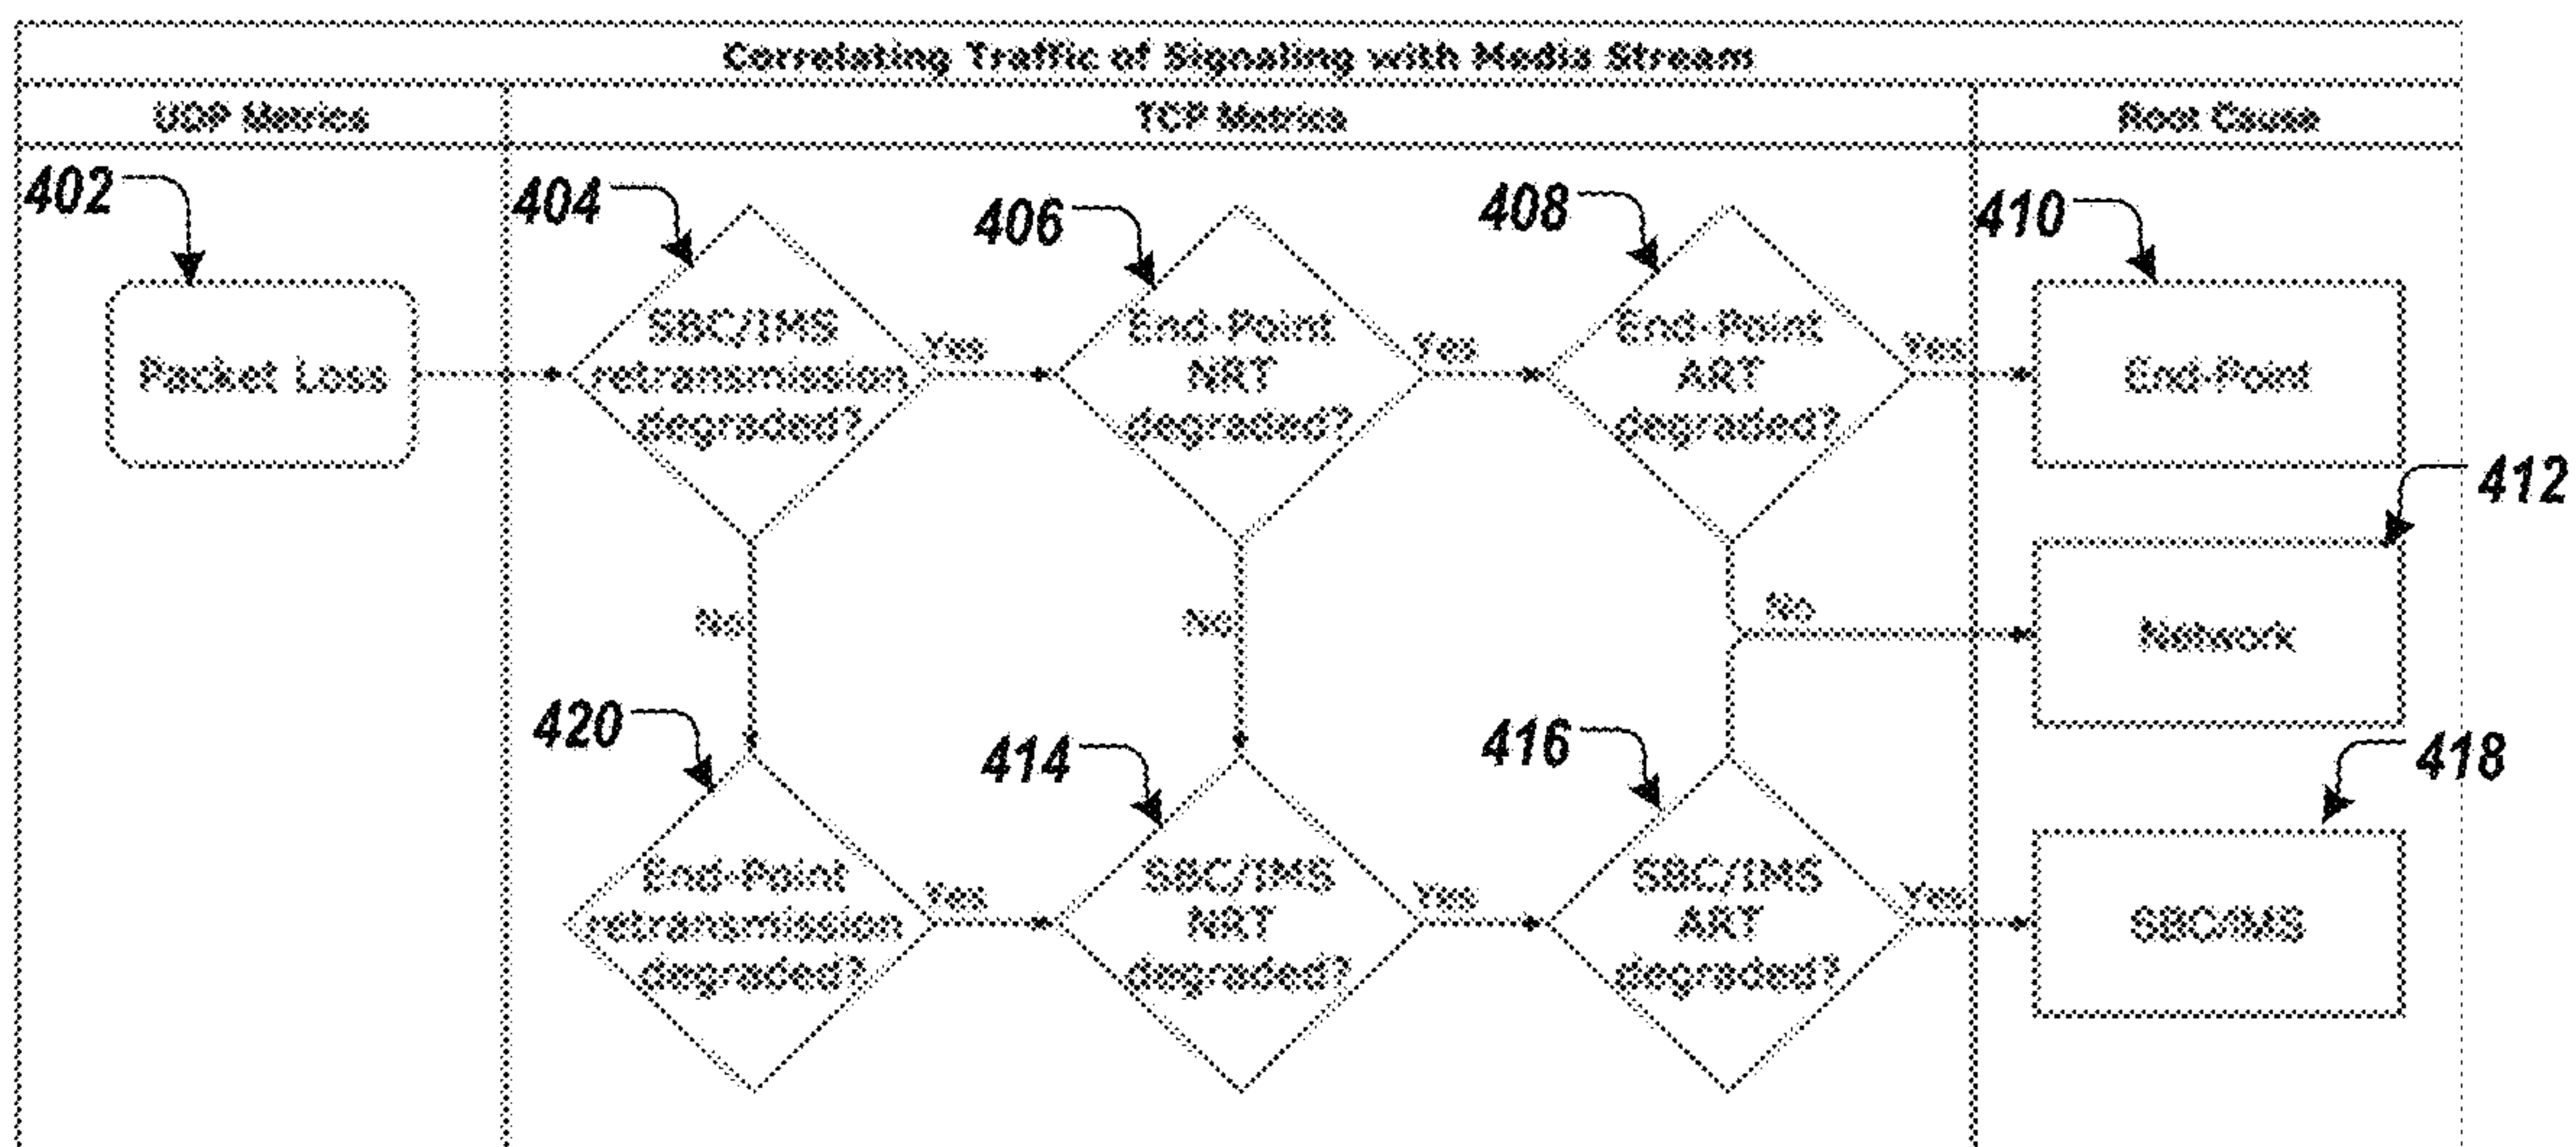 Correlating Traffic of Signaling with Media Stream
UDP Metrics
TCP Metrics
Root Cause
402
404
406
408
410
Packet Loss
SBC/IMS
retransmission
degraded?
Yes
End-Point
NRT
degraded?
Yes
End-Point
ART
degraded?
Yes
End-Point
412
No
No
No
Network
420
414
416
418
End-Point
retransmission
degraded?
Yes
SBC/IMS
NRT
degraded?
Yes
SBC/IMS
ART
degraded?
Yes
SBC/IMS